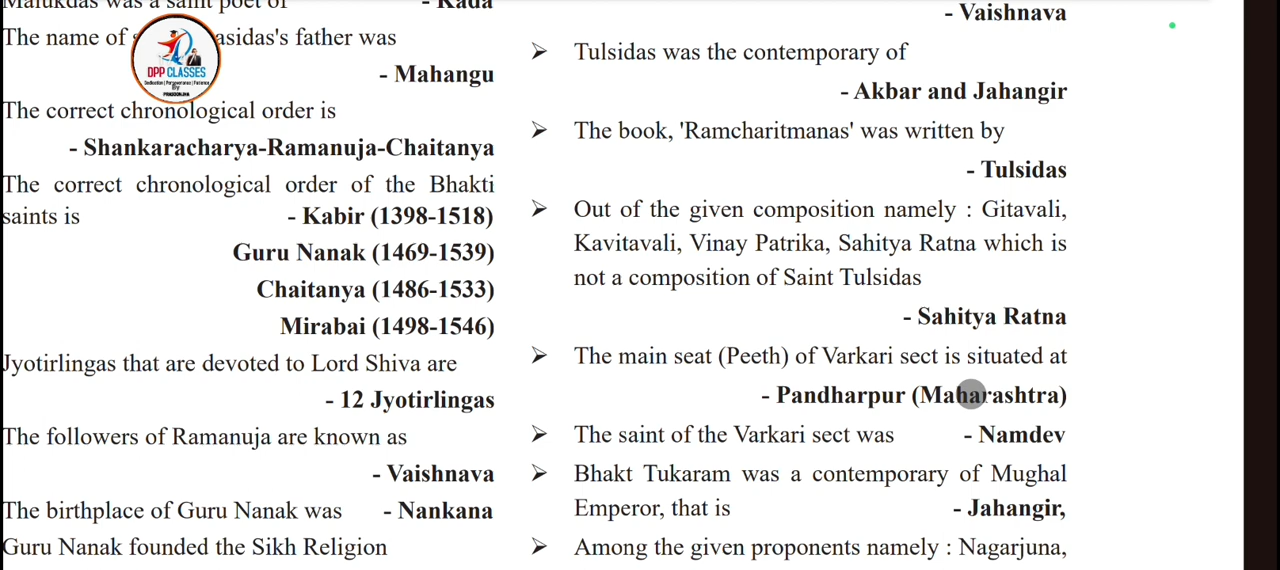 Malukdas was a saint poet of - Kada
The name of asidas's father was
- Mahangu
The correct chronological order is
- Shankaracharya-Ramanuja-Chaitanya
The correct chronological order of the Bhakti
saints is - Kabir (1398-1518)
Guru Nanak (1469-1539)
Chaitanya (1486-1533)
Mirabai (1498-1546)
Jyotirlingas that are devoted to Lord Shiva are
- 12 Jyotirlingas
The followers of Ramanuja are known as
- Vaishnava
The birthplace of Guru Nanak was - Nankana
Guru Nanak founded the Sikh Religion
DPP CLASSES
By
- Vaishnava
➢ Tulsidas was the contemporary of
- Akbar and Jahangir
➢ The book, 'Ramcharitmanas' was written by
- Tulsidas
➢ Out of the given composition namely : Gitavali,
Kavitavali, Vinay Patrika, Sahitya Ratna which is
not a composition of Saint Tulsidas
- Sahitya Ratna
➢ The main seat (Peeth) of Varkari sect is situated at
- Pandharpur (Maharashtra)
➢ The saint of the Varkari sect was - Namdev
➢ Bhakt Tukaram was a contemporary of Mughal
Emperor, that is - Jahangir,
➢ Among the given proponents namely : Nagarjuna,